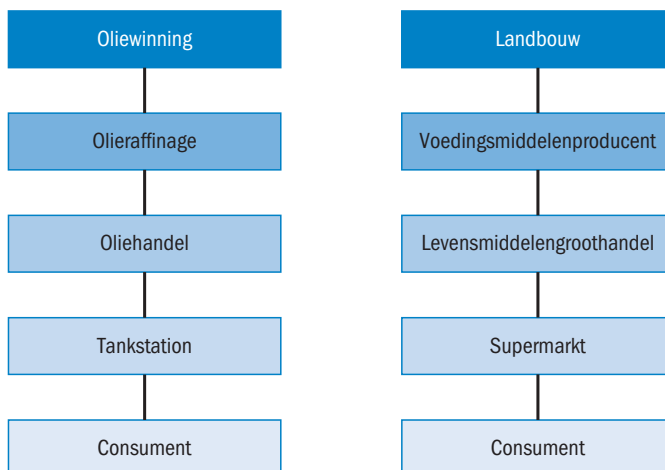 Oliewinning
Olieraffinage
Oliehandel
Tankstation
Consument
Landbouw
Voedingsmiddelenproducent
Levensmiddelengroothandel
Supermarkt
Consument